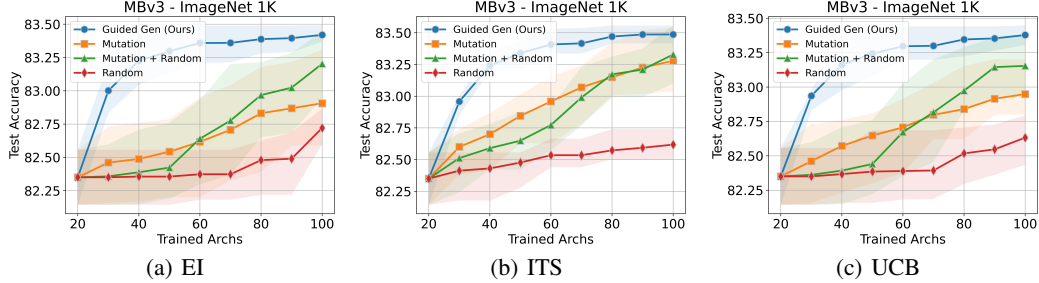 MBv3 - ImageNet 1K
83.50
83.25
83.00
82.75
82.50
82.25
Test Accuracy
Guided Gen (Ours)
Mutation
Mutation + Random
Random
20 40 60 80 100
Trained Archs
(a) EI
MBv3 - ImageNet 1K
83.50
83.25
83.00
82.75
82.50
82.25
Test Accuracy
Guided Gen (Ours)
Mutation
Mutation + Random
Random
20 40 60 80 100
Trained Archs
(b) ITS
MBv3 - ImageNet 1K
83.50
83.25
83.00
82.75
82.50
82.25
Test Accuracy
Guided Gen (Ours)
Mutation
Mutation + Random
Random
20 40 60 80 100
Trained Archs
(c) UCB